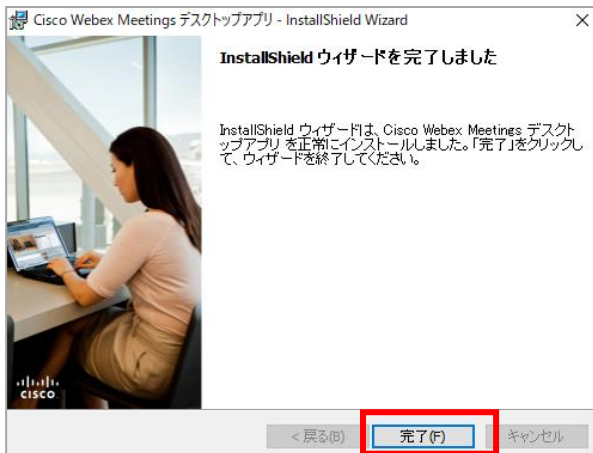 Cisco Webex Meetings デスクトップアプリ - InstallShield Wizard
InstallShield ウィザードを完了しました
InstallShield ウィザードは、Cisco Webex Meetings デスクト
ップアプリ を正常にインストールしました。「完了」をクリックし
て、ウィザードを終了してください。
CISCO
< 戻る(B)
完了(F)
キャンセル